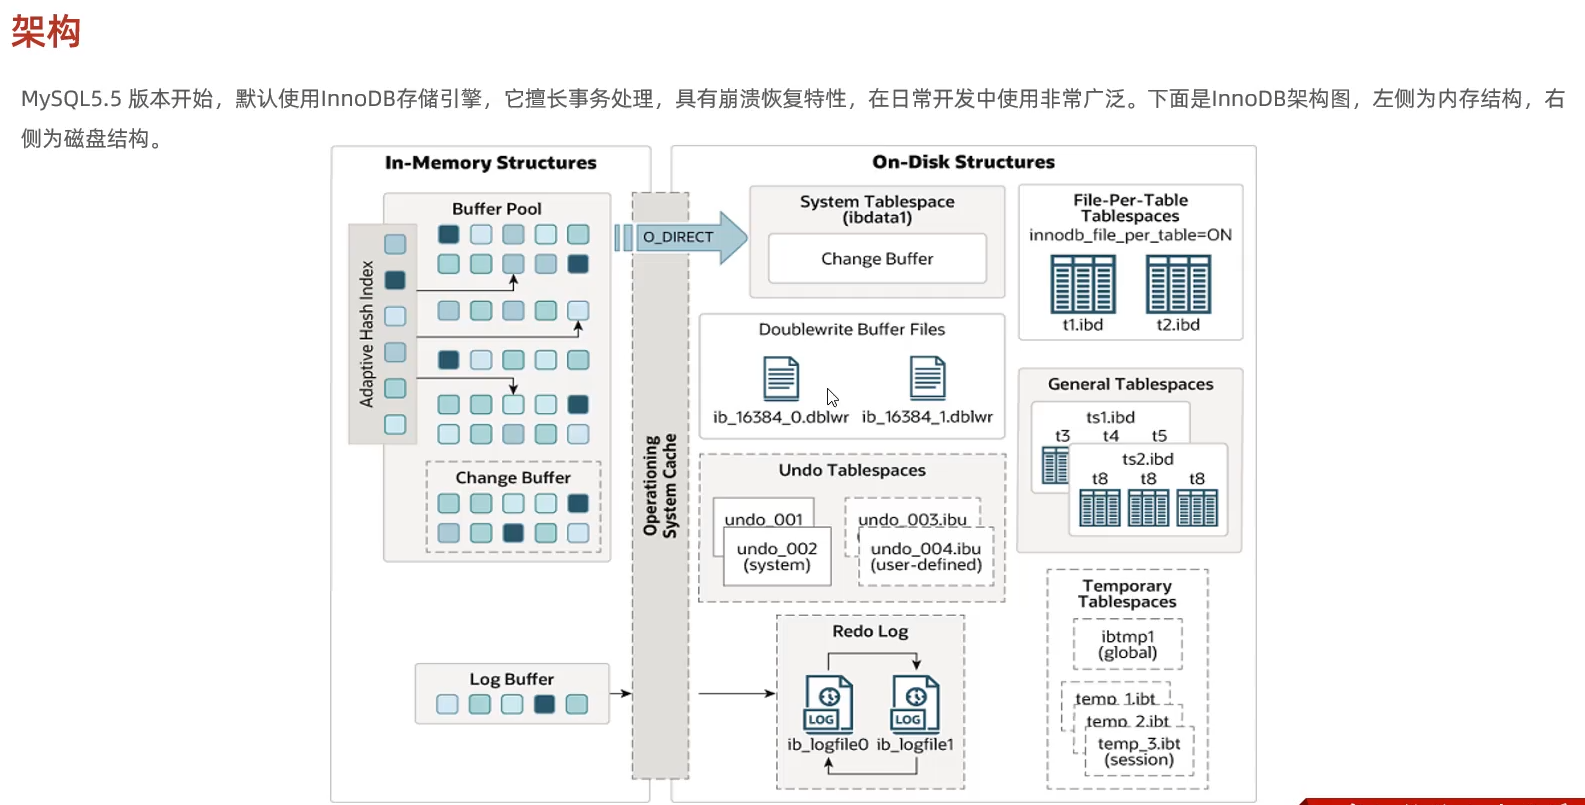 架构
MySQL5.5 版本开始，默认使用InnoDB存储引擎，它擅长事务处理，具有崩溃恢复特性，在日常开发中使用非常广泛。下面是InnoDB架构图，左侧为内存结构，右
侧为磁盘结构。
In-Memory Structures
Buffer Pool
Adaptive Hash Index
Change Buffer
Log Buffer
Operationing
System Cache
O_DIRECT
On-Disk Structures
System Tablespace
(ibdata1)
Change Buffer
Doublewrite Buffer Files
ib_16384_0.dblwr
ib_16384_1.dblwr
Undo Tablespaces
undo_001
undo_002
(system)
undo_003.ibu
undo_004.ibu
(user-defined)
Redo Log
LOG
LOG
ib_logfile0
ib_logfile1
File-Per-Table
Tablespaces
innodb_file_per_table=ON
t1.ibd
t2.ibd
General Tablespaces
ts1.ibd
t3 t4 t5
ts2.ibd
t8 t8 t8
Temporary
Tablespaces
ibtmp1
(global)
temp_1.ibt
temp_2.ibt
temp_3.ibt
(session)